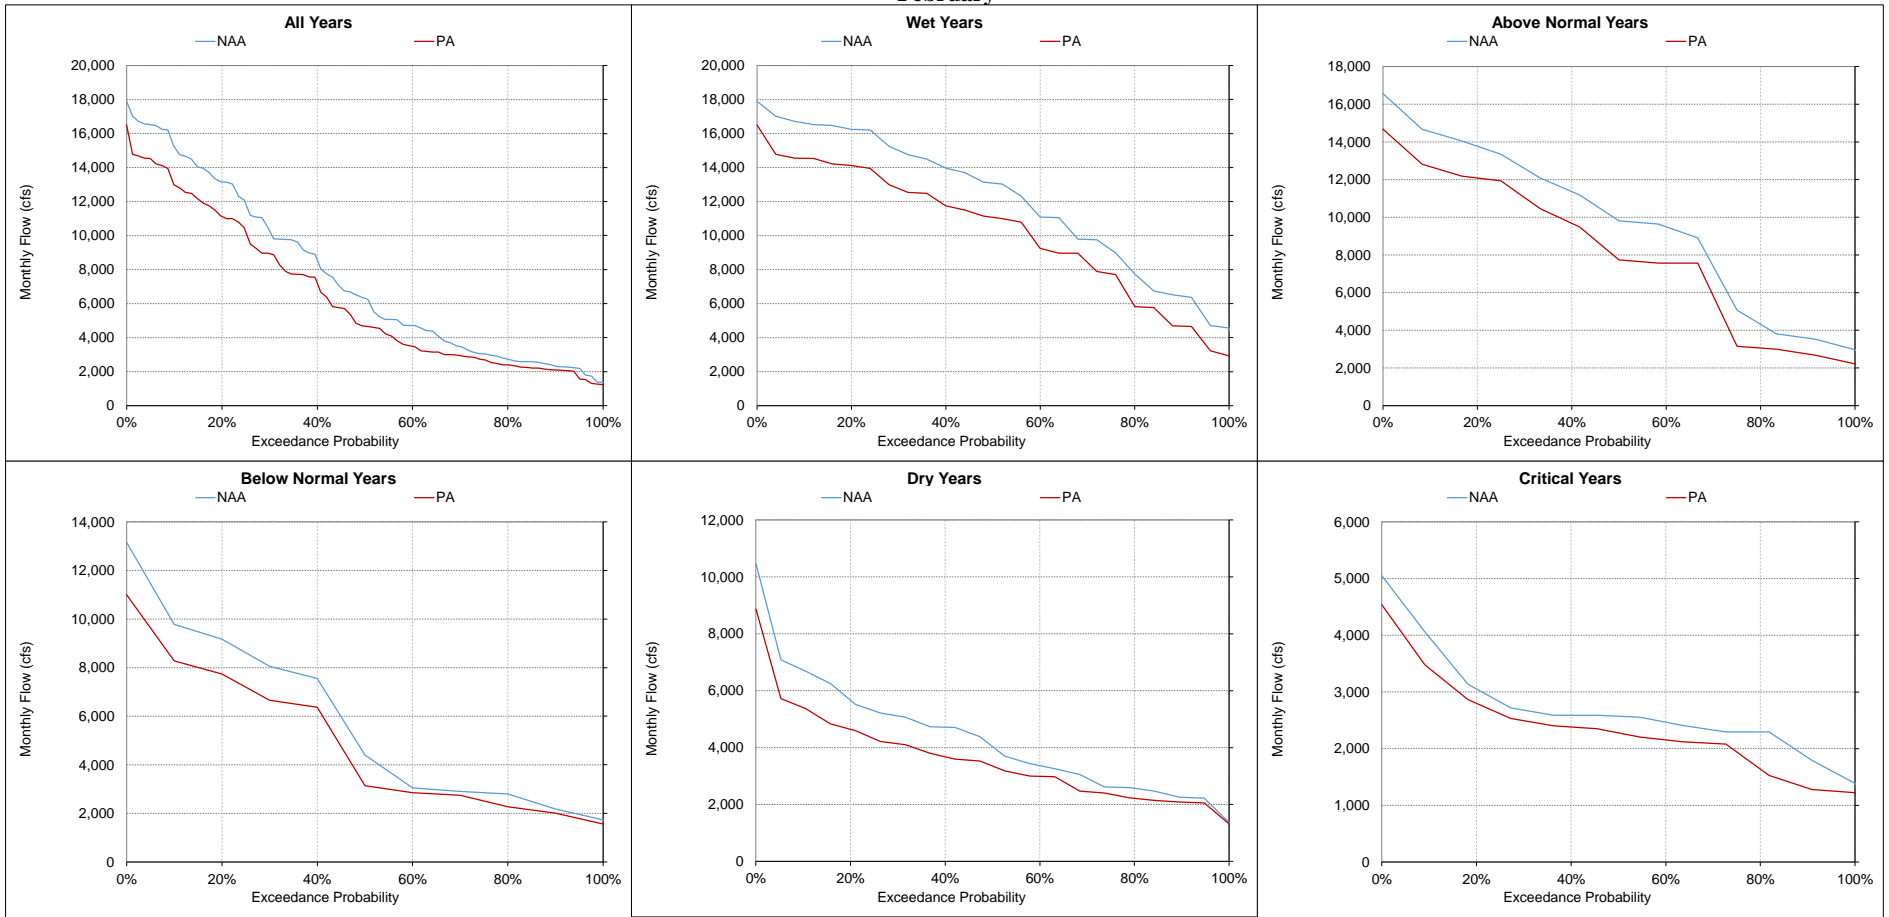 February
All Years
NAA PA
20,000
18,000
16,000
14,000
12,000
10,000
8,000
6,000
4,000
2,000
0
Monthly Flow (cfs)
0% 20% 40% 60% 80% 100%
Exceedance Probability
Wet Years
NAA PA
20,000
18,000
16,000
14,000
12,000
10,000
8,000
6,000
4,000
2,000
0
Monthly Flow (cfs)
0% 20% 40% 60% 80% 100%
Exceedance Probability
Above Normal Years
NAA PA
18,000
16,000
14,000
12,000
10,000
8,000
6,000
4,000
2,000
0
Monthly Flow (cfs)
0% 20% 40% 60% 80% 100%
Exceedance Probability
Below Normal Years
NAA PA
14,000
12,000
10,000
8,000
6,000
4,000
2,000
0
Monthly Flow (cfs)
0% 20% 40% 60% 80% 100%
Exceedance Probability
Dry Years
NAA PA
12,000
10,000
8,000
6,000
4,000
2,000
0
Monthly Flow (cfs)
0% 20% 40% 60% 80% 100%
Exceedance Probability
Critical Years
NAA PA
6,000
5,000
4,000
3,000
2,000
1,000
0
Monthly Flow (cfs)
0% 20% 40% 60% 80% 100%
Exceedance Probability